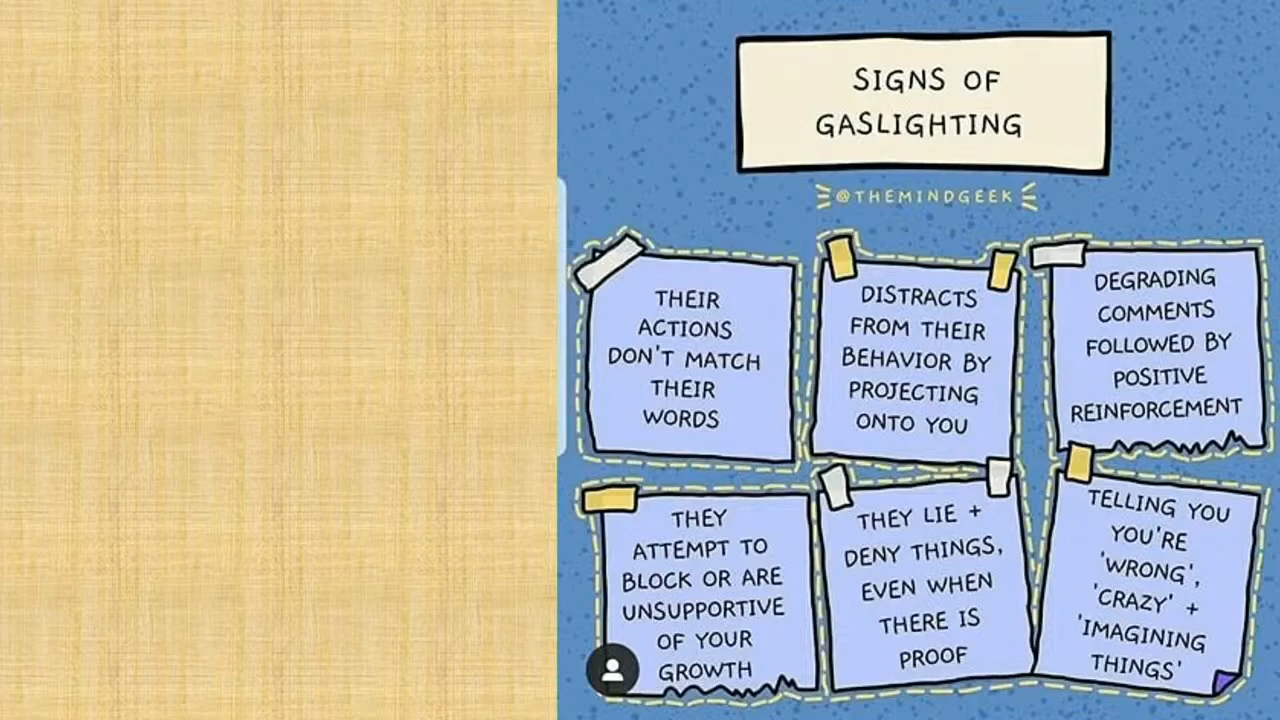 SIGNS OF
GASLIGHTING
@THEMINDGEEK
THEIR
ACTIONS
DON'T MATCH
THEIR
WORDS
DISTRACTS
FROM THEIR
BEHAVIOR BY
PROJECTING
ONTO YOU
DEGRADING
COMMENTS
FOLLOWED BY
POSITIVE
REINFORCEMENT
THEY
ATTEMPT TO
BLOCK OR ARE
UNSUPPORTIVE
OF YOUR
GROWTH
THEY LIE +
DENY THINGS,
EVEN WHEN
THERE IS
PROOF
TELLING YOU
YOU'RE
'WRONG',
'CRAZY' +
'IMAGINING
THINGS'